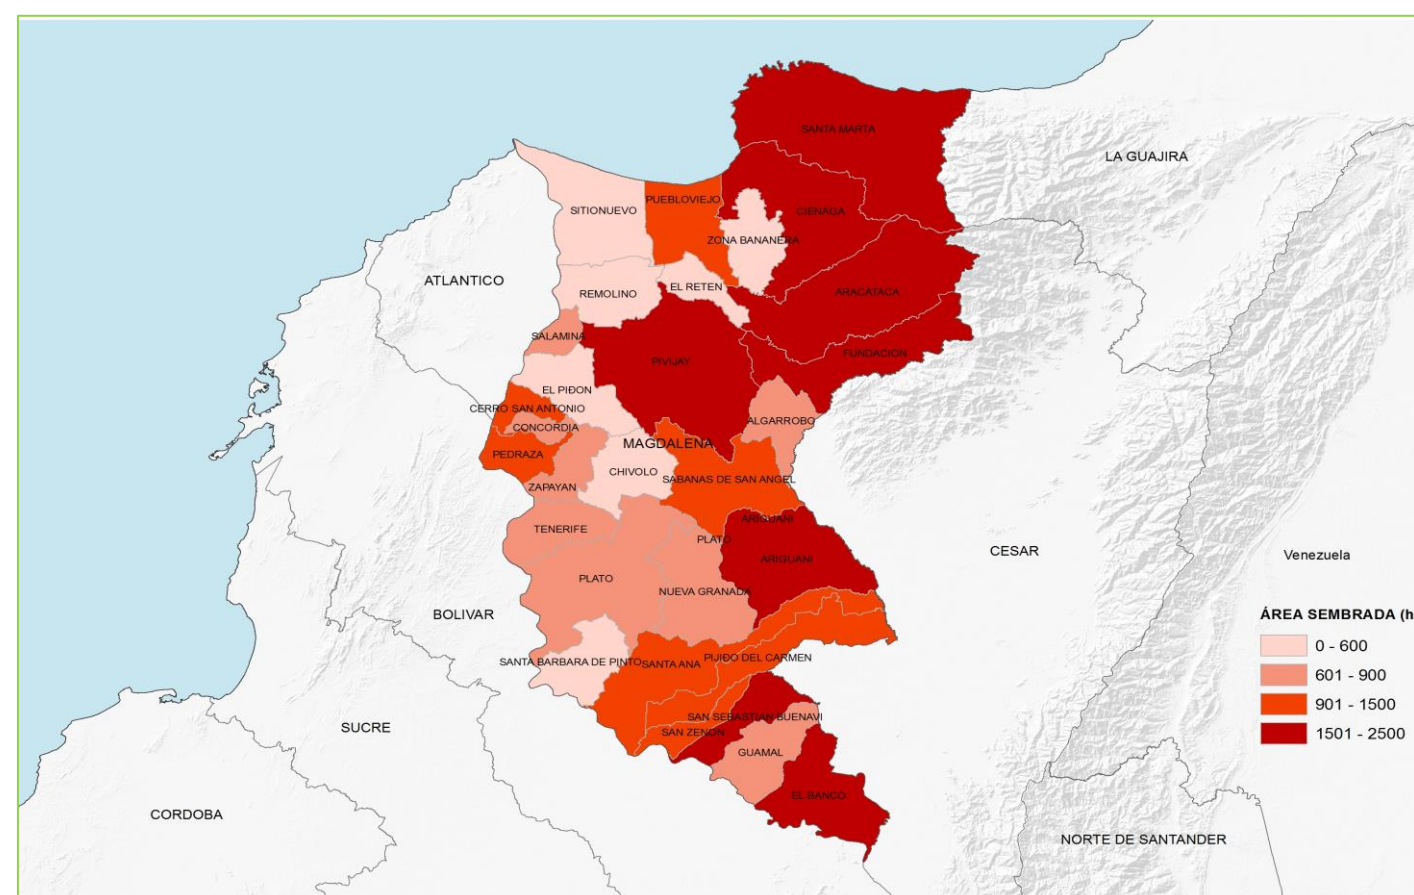 SANTA MARTA
LA GUAJIRA
PUEBLOVIEJO
SITIONUEVO
CIENAGA
ZONA BANANERA
ATLANTICO
EL RETEN
REMOLINO
ARACATACA
SALAMINA
FUNDACION
PIVIJAY
EL PIÐON
CERRO SAN ANTONIO
ALGARROBO
CONCORDIA
MAGDALENA
PEDRAZA
CHIVOLO
SABANAS DE SAN ANGEL
ZAPAYAN
ARIGUANI
TENERIFE
PLATO
CESAR
Venezuela
ARIGUANI
PLATO
NUEVA GRANADA
BOLIVAR
ÁREA SEMBRADA (h
0 - 600
PIJIÐO DEL CARMEN
SANTA BARBARA DE PINTO
SANTA ANA
601 - 900
901 - 1500
SAN SEBASTIAN BUENAVI
SUCRE
SAN ZENON
1501 - 2500
GUAMAL
EL BANCO
CORDOBA
NORTE DE SANTANDER